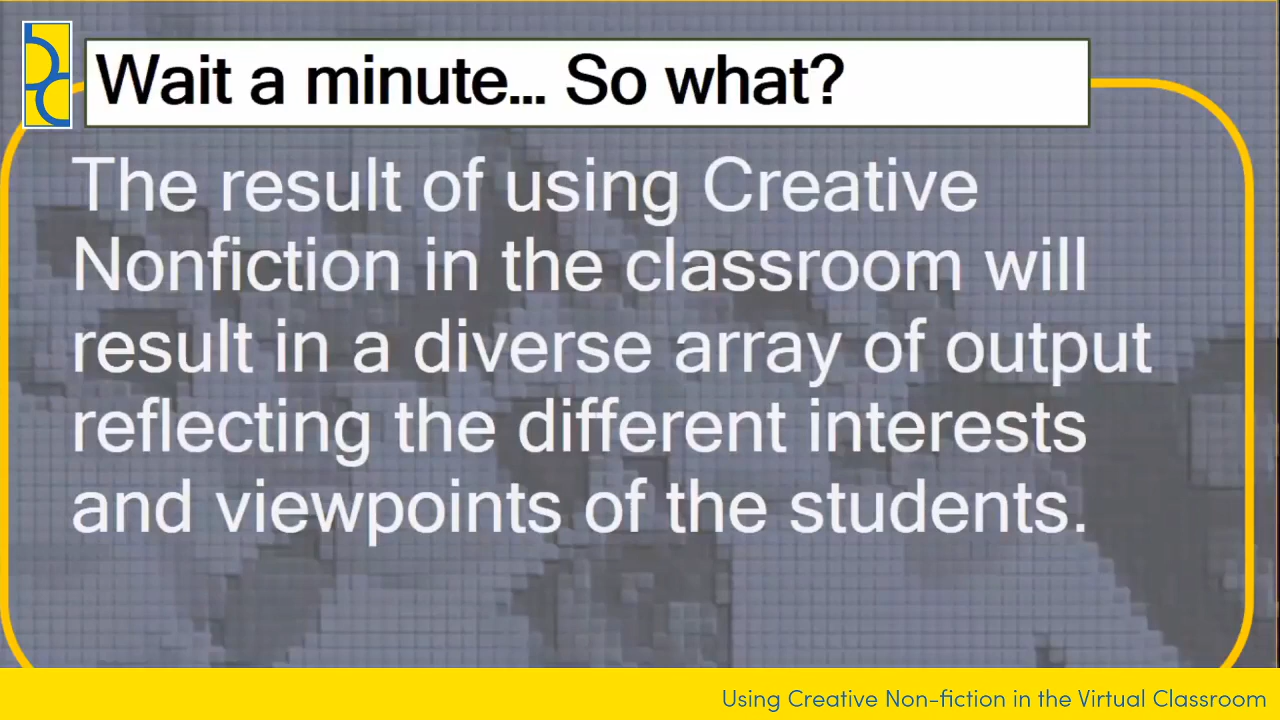 Wait a minute... So what?
The result of using Creative
Nonfiction in the classroom will
result in a diverse array of output
reflecting the different interests
and viewpoints of the students.
Using Creative Non-fiction in the Virtual Classroom